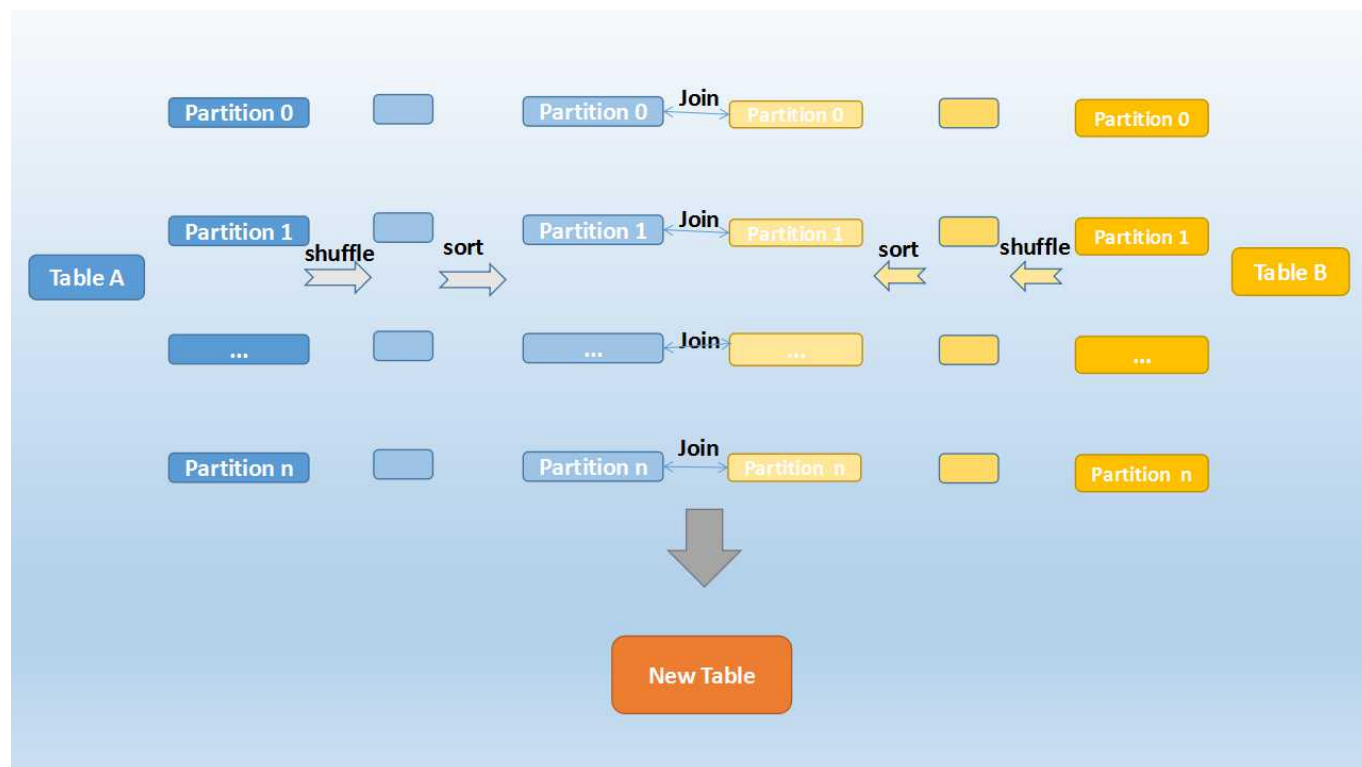 Partition 0
Partition 0
Join
Partition 0
Partition 0
Partition 1
Partition 1
Join
Partition 1
Partition 1
shuffle
sort
sort
shuffle
Table A
Table B
...
...
Join
...
...
Partition n
Partition n
Join
Partition n
Partition n
New Table